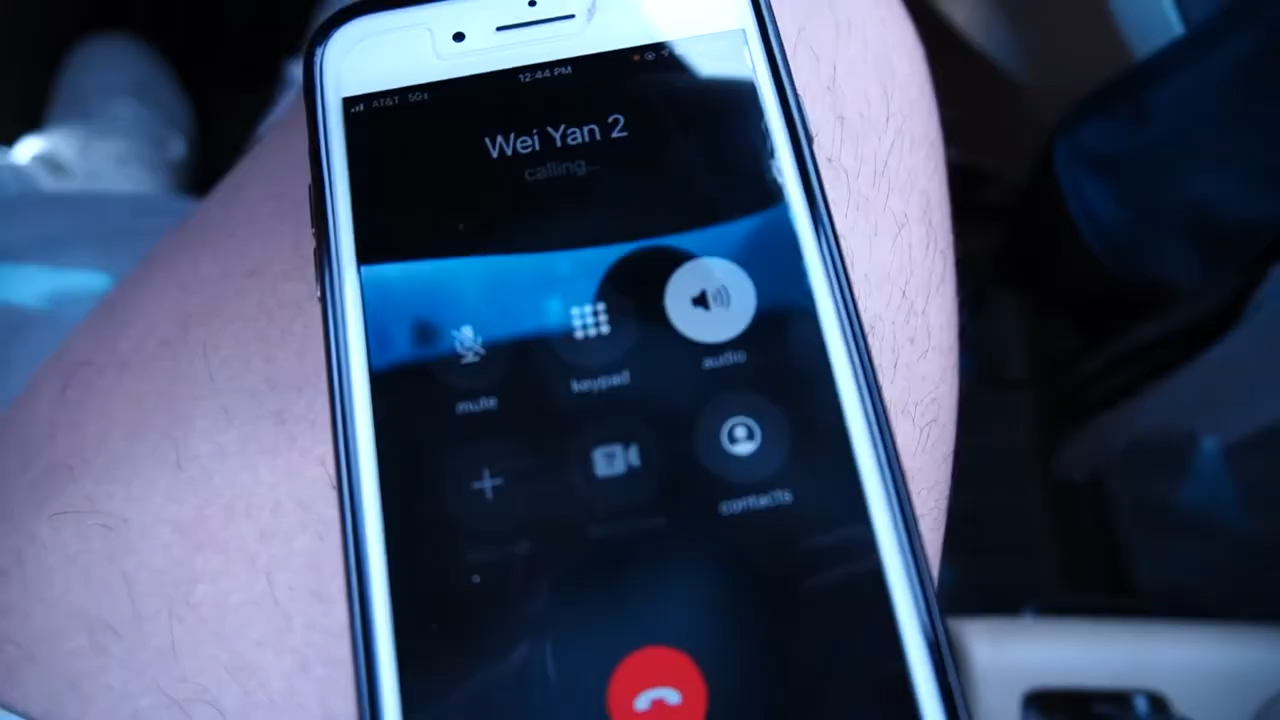 12:44 PM
AT&T 5G
Wei Yan 2
calling...
mute
keypad
audio
contacts